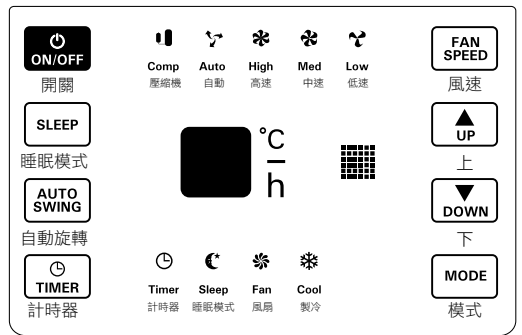 ON/OFF
開關
SLEEP
睡眠模式
AUTO
SWING
自動旋轉
TIMER
計時器
Comp Auto High Med Low
壓縮機 自動 高速 中速 低速
°C
h
Timer Sleep Fan Cool
計時器 睡眠模式 風扇 製冷
FAN
SPEED
風速
UP
上
DOWN
下
MODE
模式